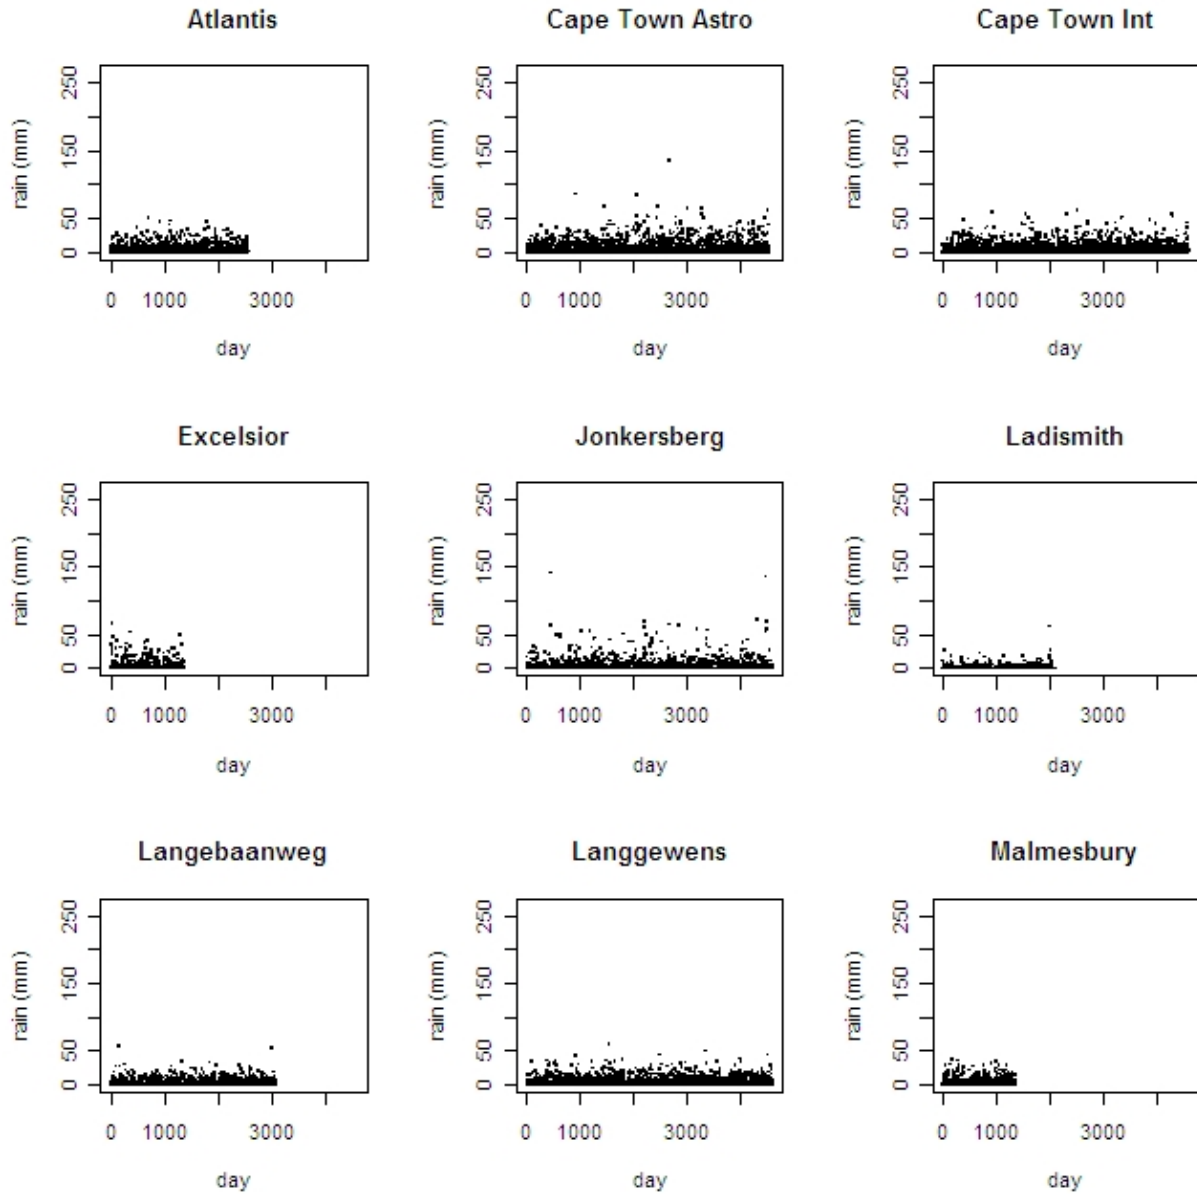 Atlantis
Cape Town Astro
Cape Town Int
rain (mm)
0 50 150 250
0 1000 3000
day
rain (mm)
0 50 150 250
0 1000 3000
day
rain (mm)
0 50 150 250
0 1000 3000
day
Excelsior
Jonkersberg
Ladismith
rain (mm)
0 50 150 250
0 1000 3000
day
rain (mm)
0 50 150 250
0 1000 3000
day
rain (mm)
0 50 150 250
0 1000 3000
day
Langebaanweg
Langgewens
Malmesbury
rain (mm)
0 50 150 250
0 1000 3000
day
rain (mm)
0 50 150 250
0 1000 3000
day
rain (mm)
0 50 150 250
0 1000 3000
day